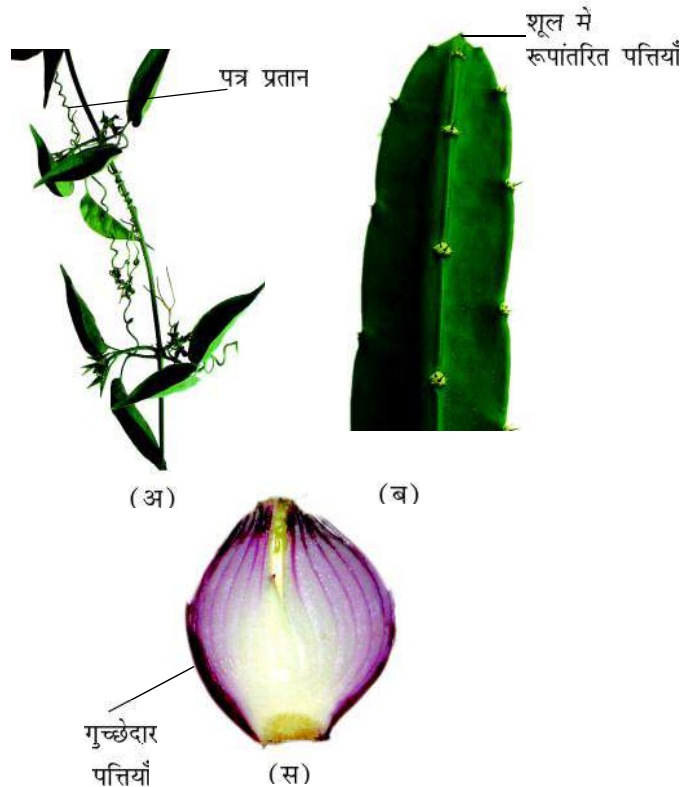 शूल में
रूपांतरित पत्तियाँ
पत्र प्रतान
(अ)
(ब)
गुच्छेदार
पत्तियाँ
(स)